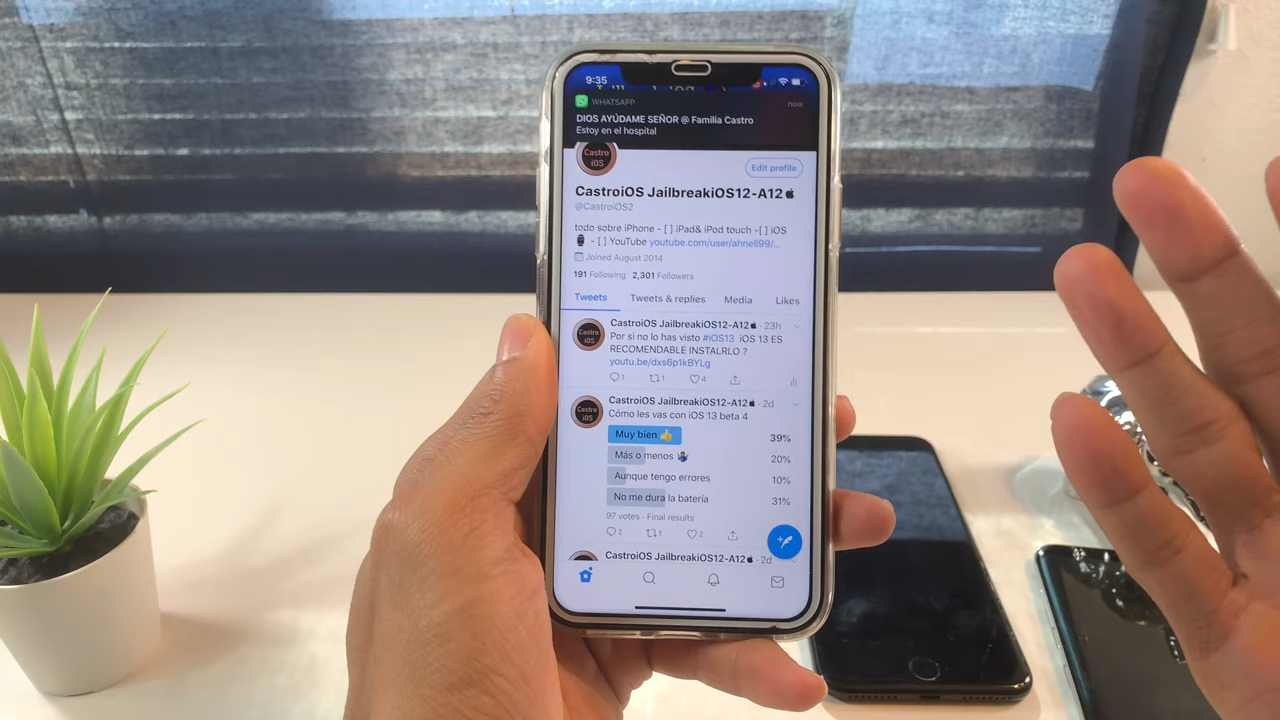 9:35
WHATSAPP
now
DIOS AYÚDAME SEÑOR @ Familia Castro
Estoy en el hospital
Castro
iOS
Edit profile
CastroiOS JailbreakiOS12-A12
@CastroiOS2
todo sobre iPhone - [ ] iPad& iPod touch -[ ] iOS
- [ ] YouTube youtube.com/user/ahnell99/...
Joined August 2014
191 Following 2,301 Followers
Tweets
Tweets & replies
Media
Likes
Castro
iOS
CastroiOS JailbreakiOS12-A12 · 23h
Por si no lo has visto #iOS13 iOS 13 ES
RECOMENDABLE INSTALRLO ?
youtu.be/dxs6p1kBYLg
1
1
4
Castro
iOS
CastroiOS JailbreakiOS12-A12 · 2d
Cómo les vas con iOS 13 beta 4
Muy bien 👍 39%
Más o menos 🤷‍♂️ 20%
Aunque tengo errores 10%
No me dura la batería 31%
97 votes · Final results
2
1
2
CastroiOS JailbreakiOS12-A12 · 2d